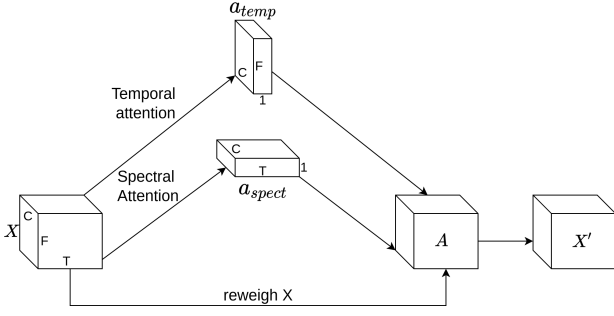 a_temp
C
F
1
Temporal
attention
C
T
1
Spectral
Attention
a_spect
X
C
F
T
A
X′
reweigh X